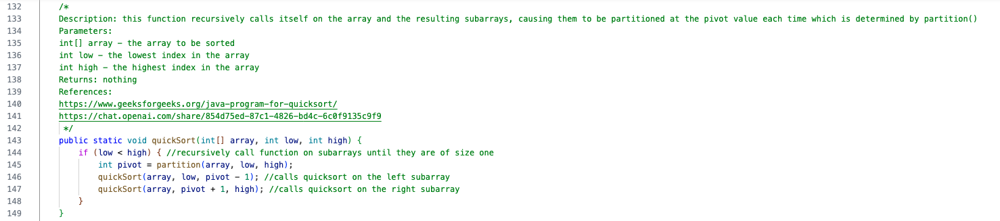 132 /*
133 Description: this function recursively calls itself on the array and the resulting subarrays, causing them to be partitioned at the pivot value each time which is determined by partition()
134 Parameters:
135 int[] array – the array to be sorted
136 int low – the lowest index in the array
137 int high – the highest index in the array
138 Returns: nothing
139 References:
140 https://www.geeksforgeeks.org/java-program-for-quicksort/
141 https://chat.openai.com/share/854d75ed-87c1-4826-bd4c-6c0f9135c9f9
142 */
143 public static void quickSort(int[] array, int low, int high) {
144 if (low < high) { //recursively call function on subarrays until they are of size one
145 int pivot = partition(array, low, high);
146 quickSort(array, low, pivot – 1); //calls quicksort on the left subarray
147 quickSort(array, pivot + 1, high); //calls quicksort on the right subarray
148 }
149 }